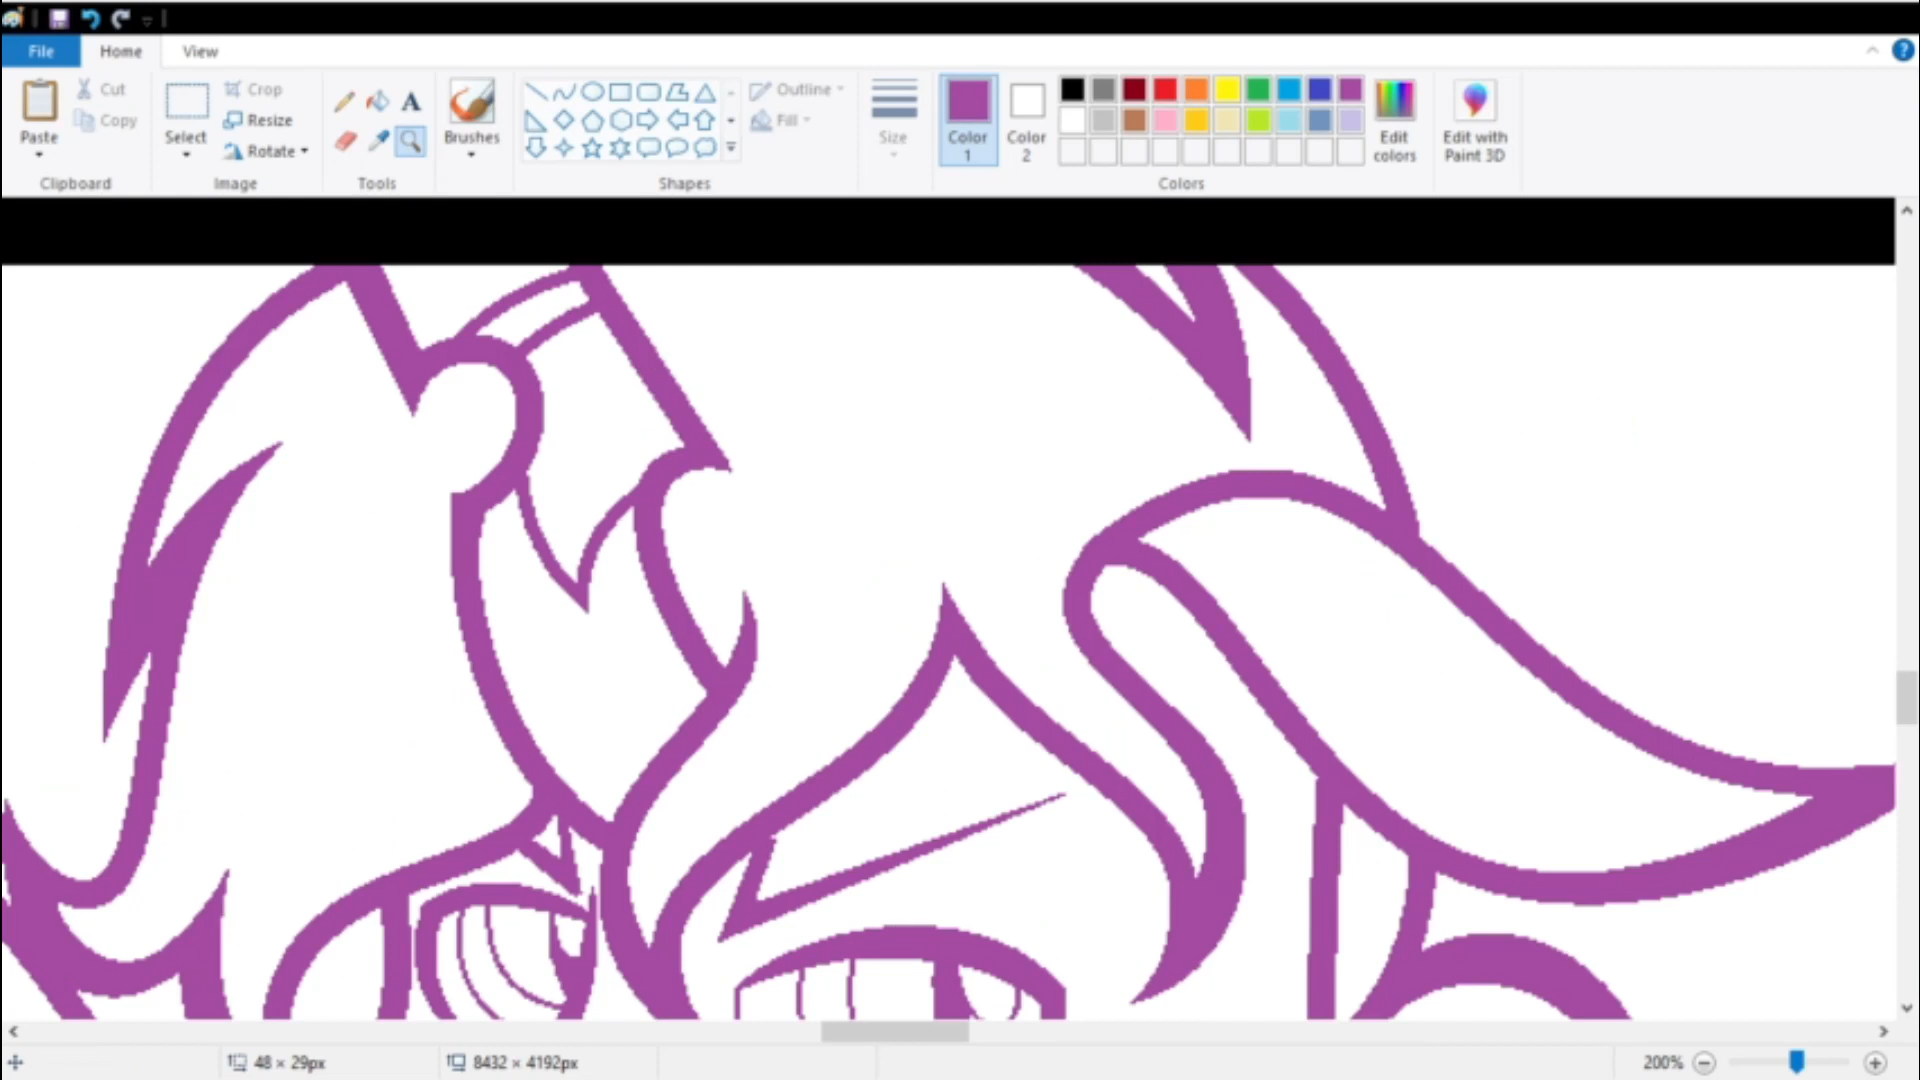 File Home View
Paste
Cut
Copy
Clipboard
Select
Crop
Resize
Rotate
Image
A
Tools
Brushes
Shapes
Outline
Fill
Size
Color
1
Color
2
Edit
colors
Colors
Edit with
Paint 3D
?
48 × 29px
8432 × 4192px
200%